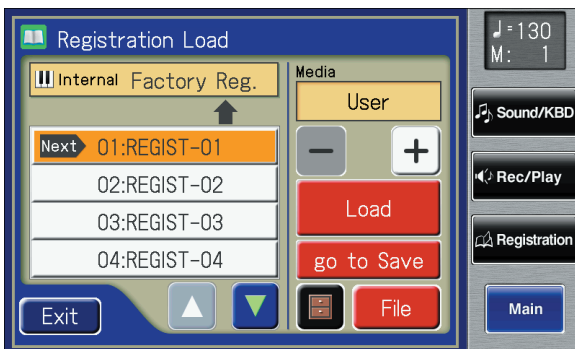 Registration Load
Internal Factory Reg.
Next 01:REGIST-01
02:REGIST-02
03:REGIST-03
04:REGIST-04
Exit
Media
User
− +
Load
go to Save
File
♩=130
M: 1
Sound/KBD
Rec/Play
Registration
Main